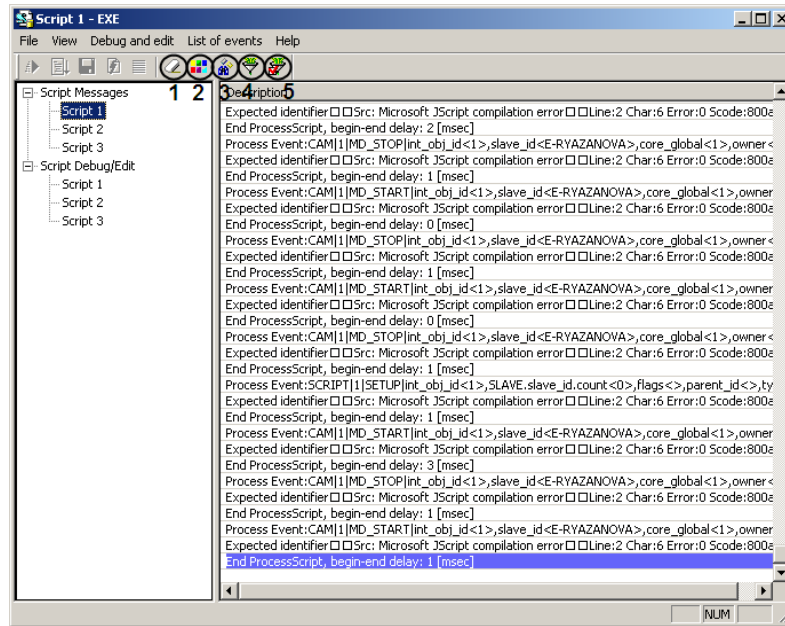 Script 1 - EXE
File View Debug and edit List of events Help
1 2 3 4 5
Script Messages
Script 1
Script 2
Script 3
Script Debug/Edit
Script 1
Script 2
Script 3
Description
Expected identifier□□Src: Microsoft JScript compilation error□□Line:2 Char:6 Error:0 Scode:800a
End ProcessScript, begin-end delay: 2 [msec]
Process Event:CAM|1|MD_STOP|int_obj_id<1>,slave_id<E-RYAZANOVA>,core_global<1>,owner<
Expected identifier□□Src: Microsoft JScript compilation error□□Line:2 Char:6 Error:0 Scode:800a
End ProcessScript, begin-end delay: 1 [msec]
Process Event:CAM|1|MD_START|int_obj_id<1>,slave_id<E-RYAZANOVA>,core_global<1>,owner
Expected identifier□□Src: Microsoft JScript compilation error□□Line:2 Char:6 Error:0 Scode:800a
End ProcessScript, begin-end delay: 0 [msec]
Process Event:CAM|1|MD_STOP|int_obj_id<1>,slave_id<E-RYAZANOVA>,core_global<1>,owner<
Expected identifier□□Src: Microsoft JScript compilation error□□Line:2 Char:6 Error:0 Scode:800a
End ProcessScript, begin-end delay: 1 [msec]
Process Event:CAM|1|MD_START|int_obj_id<1>,slave_id<E-RYAZANOVA>,core_global<1>,owner
Expected identifier□□Src: Microsoft JScript compilation error□□Line:2 Char:6 Error:0 Scode:800a
End ProcessScript, begin-end delay: 0 [msec]
Process Event:CAM|1|MD_STOP|int_obj_id<1>,slave_id<E-RYAZANOVA>,core_global<1>,owner<
Expected identifier□□Src: Microsoft JScript compilation error□□Line:2 Char:6 Error:0 Scode:800a
End ProcessScript, begin-end delay: 1 [msec]
Process Event:SCRIPT|1|SETUP|int_obj_id<1>,SLAVE.slave_id.count<0>,flags<>,parent_id<>,ty
Expected identifier□□Src: Microsoft JScript compilation error□□Line:2 Char:6 Error:0 Scode:800a
End ProcessScript, begin-end delay: 1 [msec]
Process Event:CAM|1|MD_START|int_obj_id<1>,slave_id<E-RYAZANOVA>,core_global<1>,owner
Expected identifier□□Src: Microsoft JScript compilation error□□Line:2 Char:6 Error:0 Scode:800a
End ProcessScript, begin-end delay: 3 [msec]
Process Event:CAM|1|MD_STOP|int_obj_id<1>,slave_id<E-RYAZANOVA>,core_global<1>,owner<
Expected identifier□□Src: Microsoft JScript compilation error□□Line:2 Char:6 Error:0 Scode:800a
End ProcessScript, begin-end delay: 1 [msec]
Process Event:CAM|1|MD_START|int_obj_id<1>,slave_id<E-RYAZANOVA>,core_global<1>,owner
Expected identifier□□Src: Microsoft JScript compilation error□□Line:2 Char:6 Error:0 Scode:800a
End ProcessScript, begin-end delay: 1 [msec]
NUM